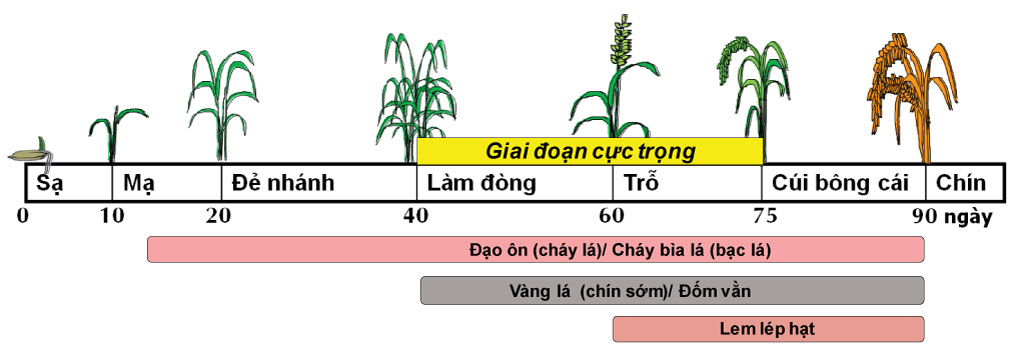 Giai đoạn cực trọng
Sạ Mạ Đẻ nhánh Làm đòng Trỗ Cúi bông cái Chín
0 10 20 40 60 75 90 ngày
Đạo ôn (cháy lá)/ Cháy bìa lá (bạc lá)
Vàng lá (chín sớm)/ Đốm vằn
Lem lép hạt